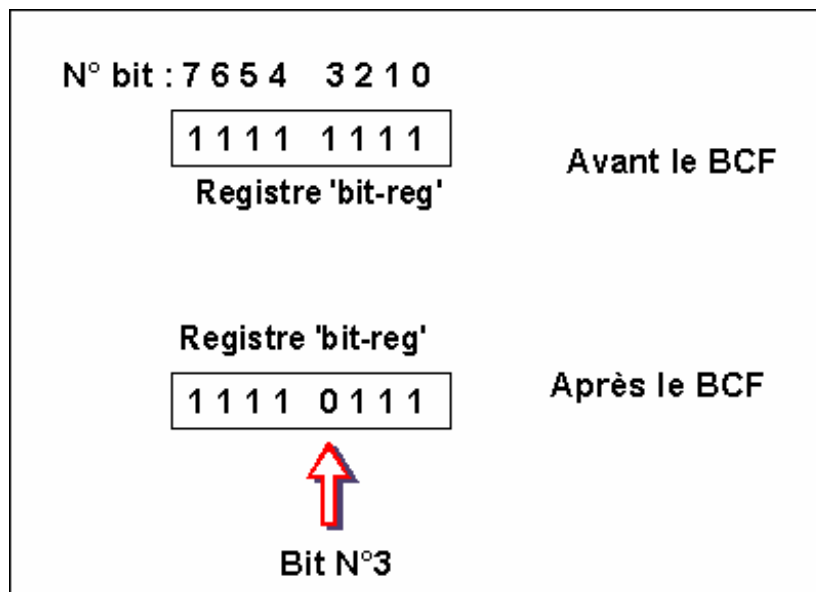 N° bit : 7 6 5 4 3 2 1 0
1 1 1 1 1 1 1 1
Avant le BCF
Registre 'bit-reg'
Registre 'bit-reg'
Après le BCF
1 1 1 1 0 1 1 1
Bit N°3